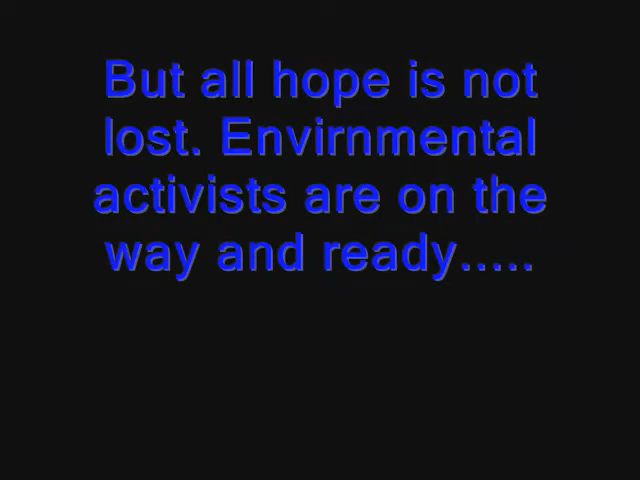 But all hope is not
lost. Envirnmental
activists are on the
way and ready.....